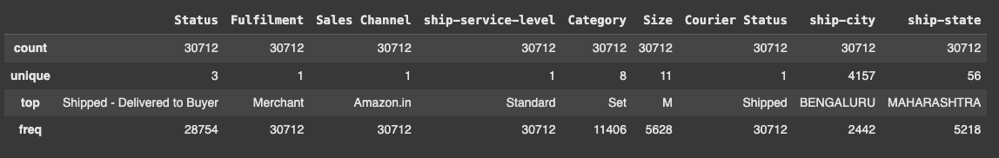 Status Fulfilment Sales Channel ship-service-level Category Size Courier Status ship-city ship-state
count 30712 30712 30712 30712 30712 30712 30712 30712 30712
unique 3 1 1 1 8 11 1 4157 56
top Shipped - Delivered to Buyer Merchant Amazon.in Standard Set M Shipped BENGALURU MAHARASHTRA
freq 28754 30712 30712 30712 11406 5628 30712 2442 5218